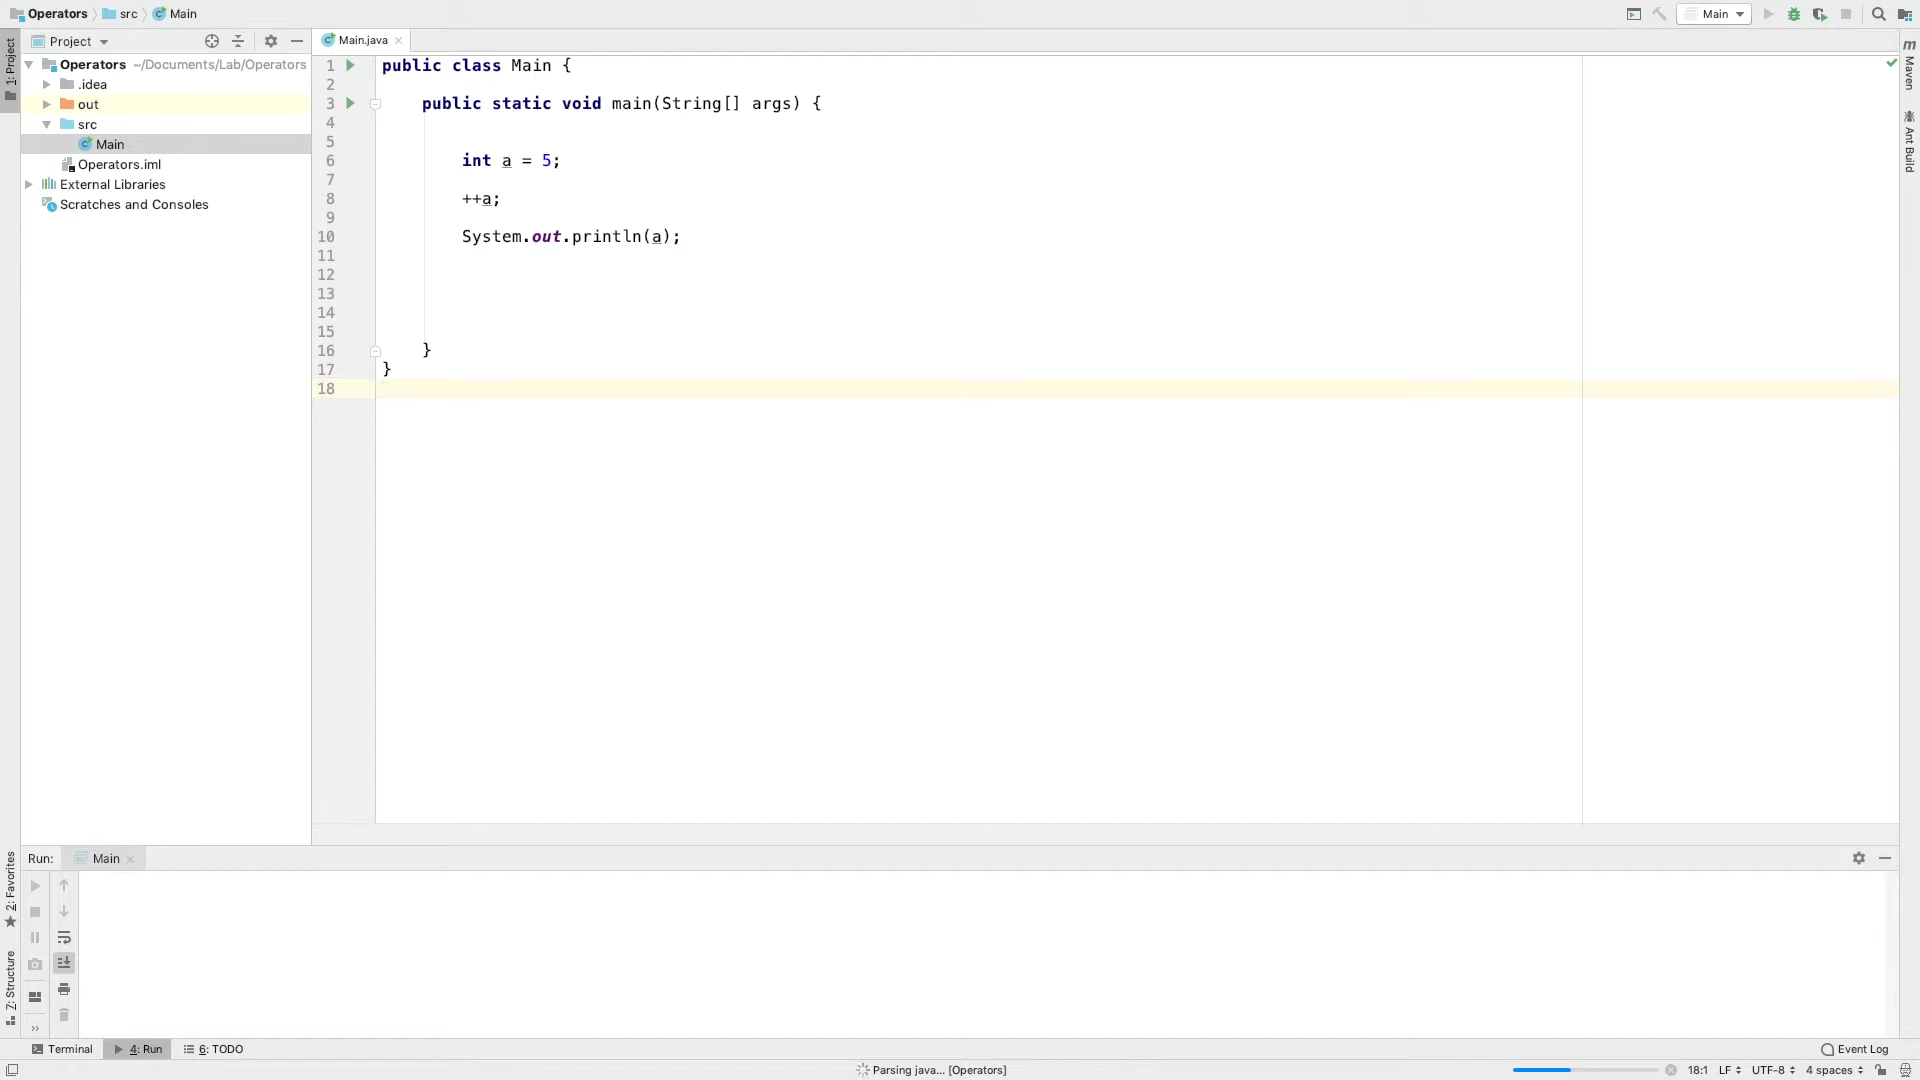 Operators src Main
Main
Project
Main.java
1: Project
Operators ~/Documents/Lab/Operators
.idea
out
src
Main
Operators.iml
External Libraries
Scratches and Consoles
1 public class Main {
2
3 public static void main(String[] args) {
4
5
6 int a = 5;
7
8 ++a;
9
10 System.out.println(a);
11
12
13
14
15
16 }
17 }
18
m Maven
Ant Build
Run: Main
2: Favorites
7: Structure
Terminal 4: Run 6: TODO
Event Log
Parsing java... [Operators]
18:1 LF UTF-8 4 spaces